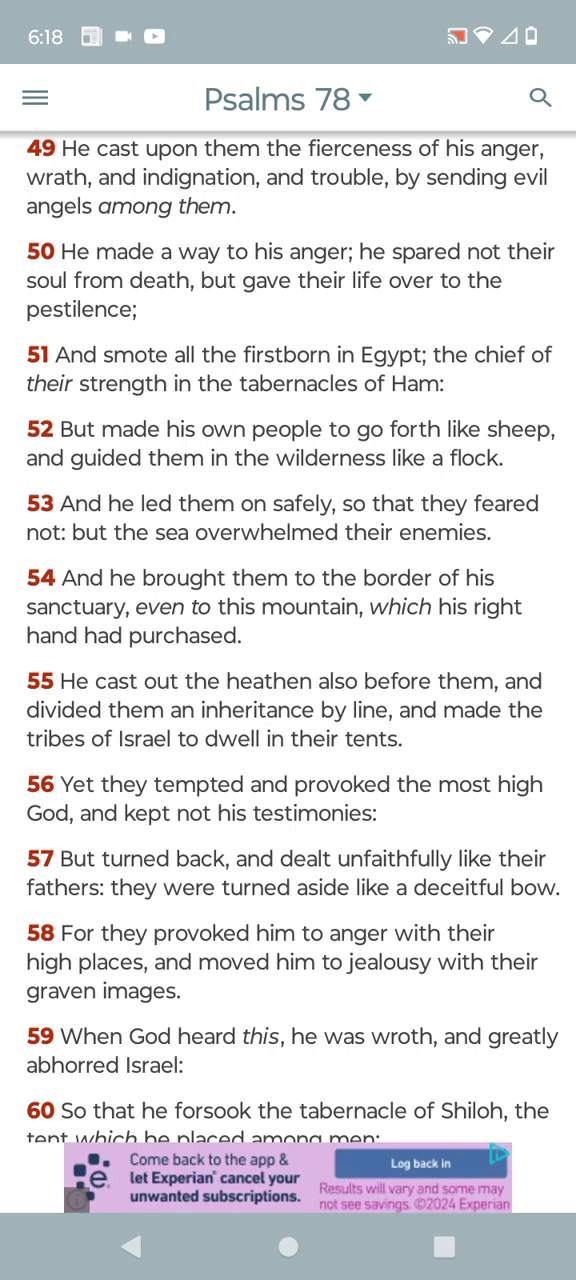 6:18
Psalms 78
49 He cast upon them the fierceness of his anger,
wrath, and indignation, and trouble, by sending evil
angels among them.
50 He made a way to his anger; he spared not their
soul from death, but gave their life over to the
pestilence;
51 And smote all the firstborn in Egypt; the chief of
their strength in the tabernacles of Ham:
52 But made his own people to go forth like sheep,
and guided them in the wilderness like a flock.
53 And he led them on safely, so that they feared
not: but the sea overwhelmed their enemies.
54 And he brought them to the border of his
sanctuary, even to this mountain, which his right
hand had purchased.
55 He cast out the heathen also before them, and
divided them an inheritance by line, and made the
tribes of Israel to dwell in their tents.
56 Yet they tempted and provoked the most high
God, and kept not his testimonies:
57 But turned back, and dealt unfaithfully like their
fathers: they were turned aside like a deceitful bow.
58 For they provoked him to anger with their
high places, and moved him to jealousy with their
graven images.
59 When God heard this, he was wroth, and greatly
abhorred Israel:
60 So that he forsook the tabernacle of Shiloh, the
tent which he placed among men;
Come back to the app &
let Experian® cancel your
unwanted subscriptions.
Log back in
Results will vary and some may
not see savings. ©2024 Experian